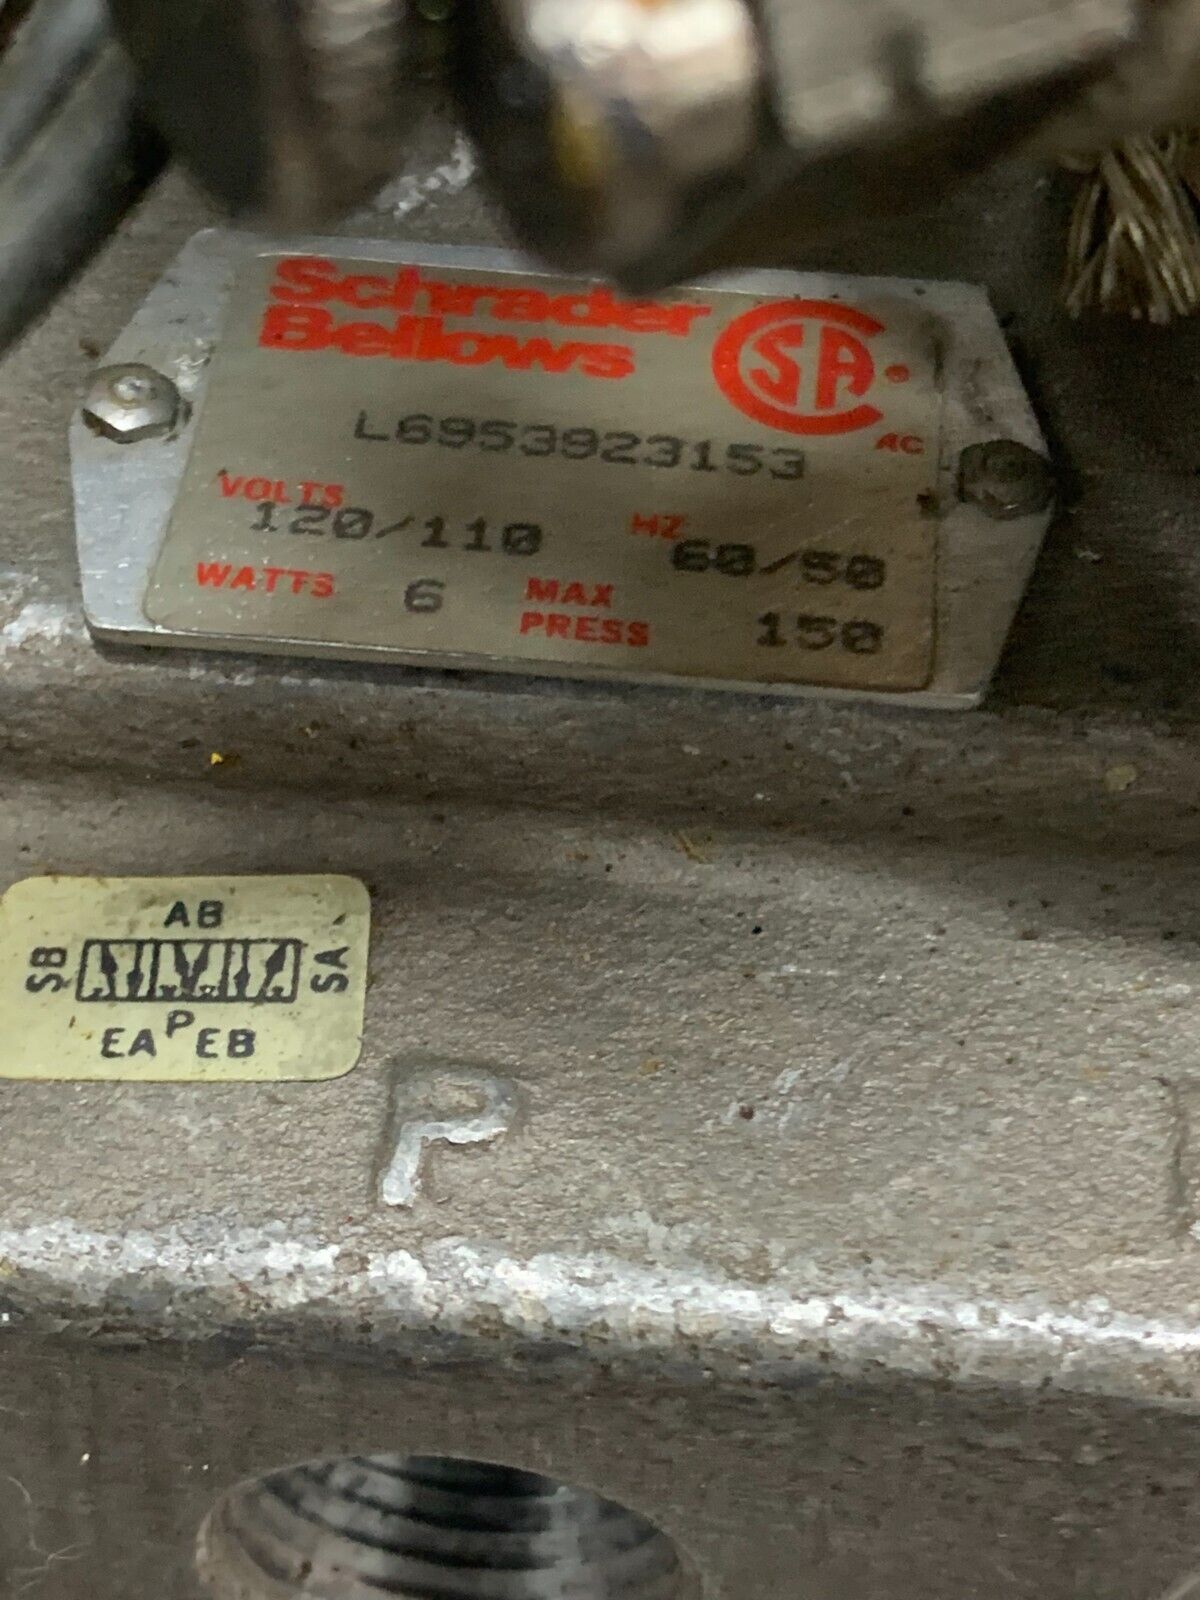 Schrader
Bellows
CSA®
AC
L6953923153
VOLTS
120/110
HZ
60/50
WATTS 6
MAX
PRESS 150
AB
SB SA
EA P EB
P